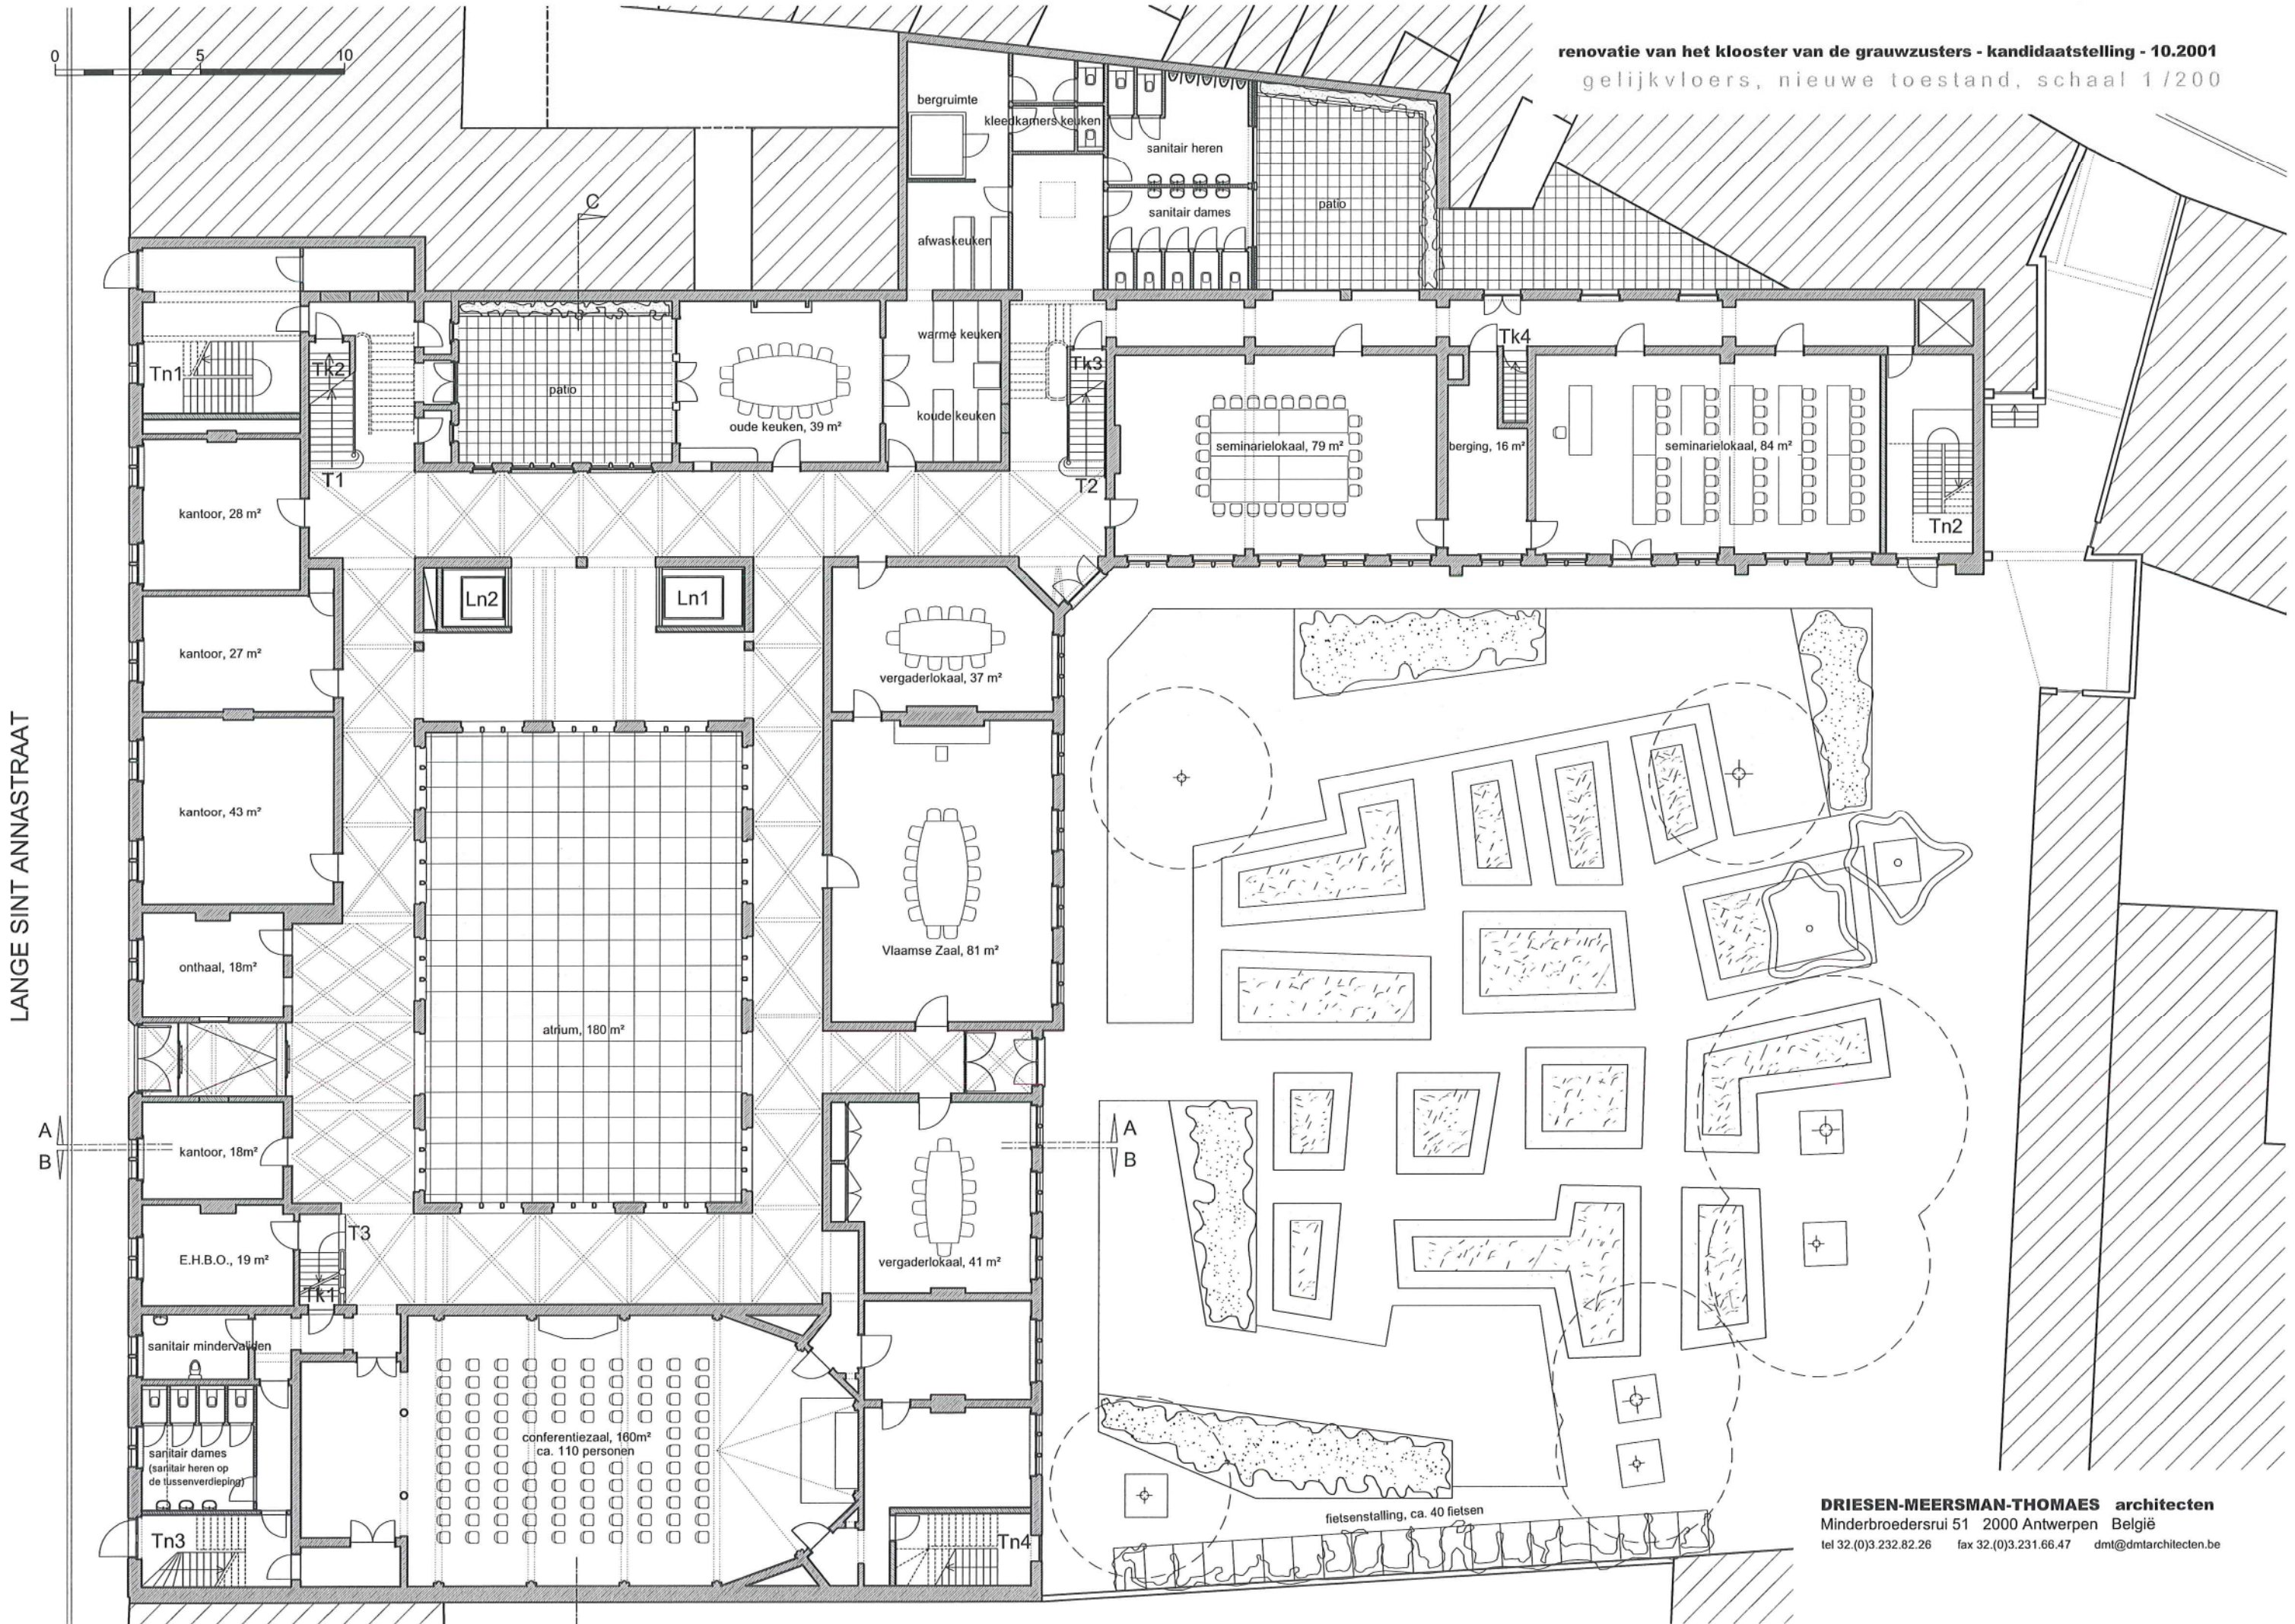 renovatie van het klooster van de grauwzusters - kandidaatstelling - 10.2001
gelijkvloers, nieuwe toestand, schaal 1/200
0 5 10
bergruimte
kleedkamers keuken
sanitair heren
sanitair dames
patio
afwaskeuken
C
warme keuken
koude keuken
Tn1
Tk2
patio
oude keuken, 39 m²
Tk3
Tk4
seminarielokaal, 79 m²
berging, 16 m²
seminarielokaal, 84 m²
T1
T2
Tn2
kantoor, 28 m²
Ln2
Ln1
kantoor, 27 m²
vergaderlokaal, 37 m²
LANGE SINT ANNASTRAAT
kantoor, 43 m²
Vlaamse Zaal, 81 m²
onthaal, 18m²
atrium, 180 m²
A
B
kantoor, 18m²
A
B
T3
E.H.B.O., 19 m²
vergaderlokaal, 41 m²
Tk1
sanitair mindervaliden
conferentiezaal, 160m²
ca. 110 personen
sanitair dames
(sanitair heren op
de tussenverdieping)
Tn3
Tn4
fietsenstalling, ca. 40 fietsen
DRIESEN-MEERSMAN-THOMAES architecten
Minderbroedersrui 51 2000 Antwerpen België
tel 32.(0)3.232.82.26 fax 32.(0)3.231.66.47 dmt@dmtarchitecten.be